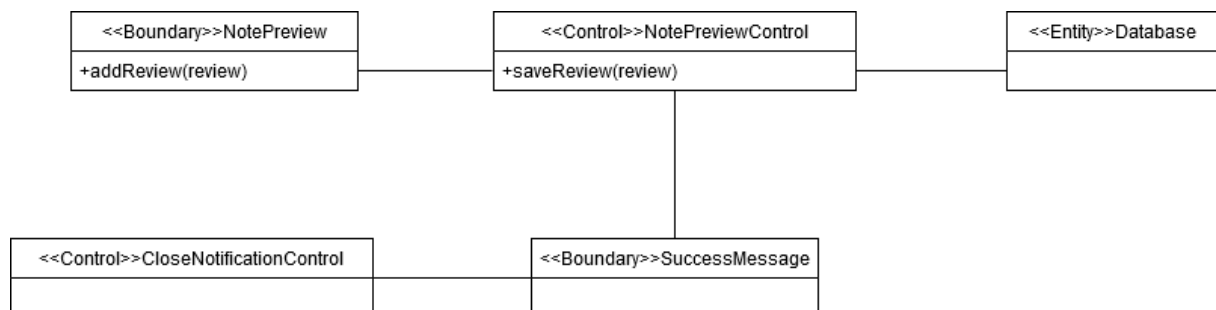 <<Boundary>>NotePreview
+addReview(review)
<<Control>>NotePreviewControl
+saveReview(review)
<<Entity>>Database
<<Control>>CloseNotificationControl
<<Boundary>>SuccessMessage